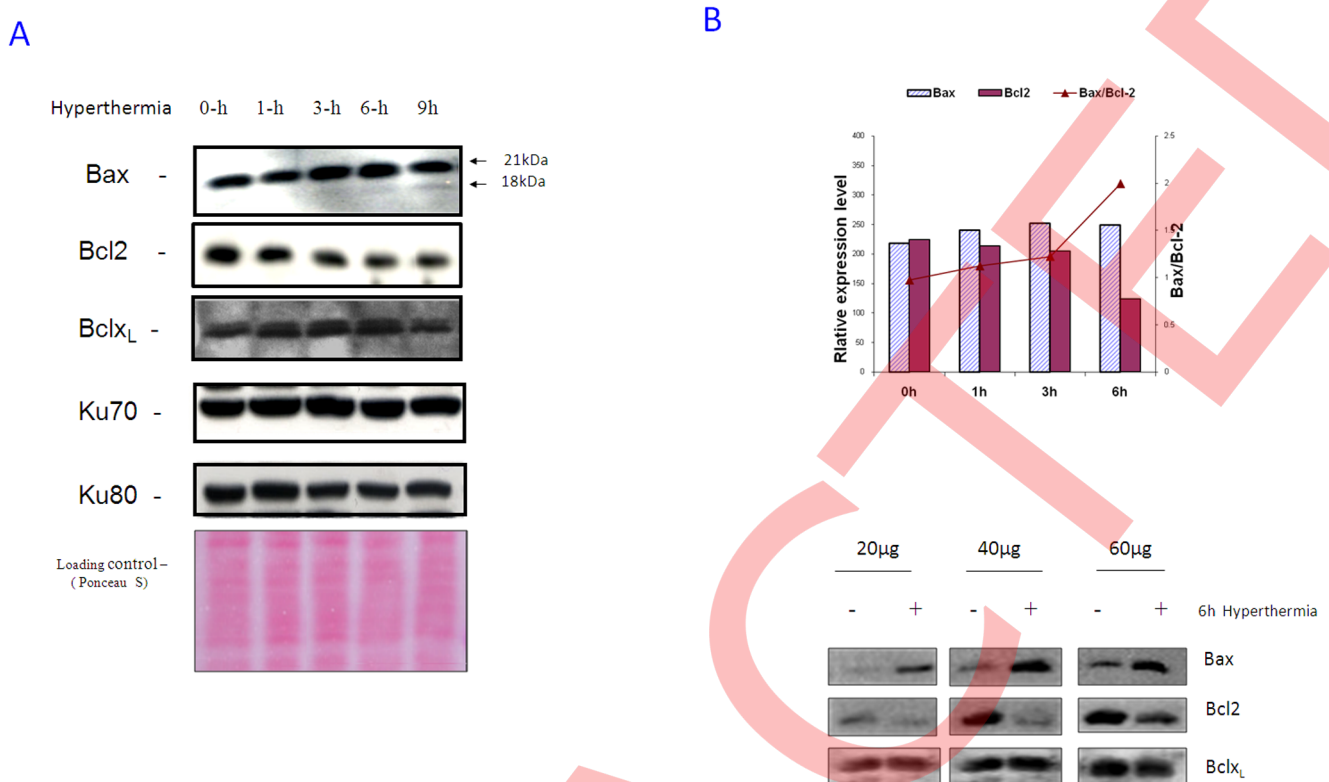 A
Hyperthermia 0-h 1-h 3-h 6-h 9h
Bax -
21kDa
18kDa
Bcl2 -
BclxL -
Ku70 -
Ku80 -
Loading control –
( Ponceau S)
B
Bax Bcl2 Bax/Bcl-2
Rlative expression level
400
350
300
250
200
150
100
50
0
2.5
2
1.5
1
0.5
0
Bax/Bcl-2
0h 1h 3h 6h
20µg 40µg 60µg
- + - + - + 6h Hyperthermia
Bax
Bcl2
BclxL
CTED